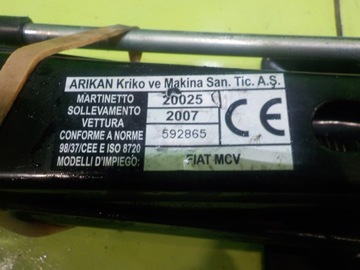 ARIKAN Kriko ve Makina San. Tic. A.Ş.
MARTINETTO 20025
SOLLEVAMENTO
VETTURA 2007
CONFORME A NORME 592865
98/37/CEE E ISO 8720
MODELLI D'IMPIEGO: FIAT MCV
CE